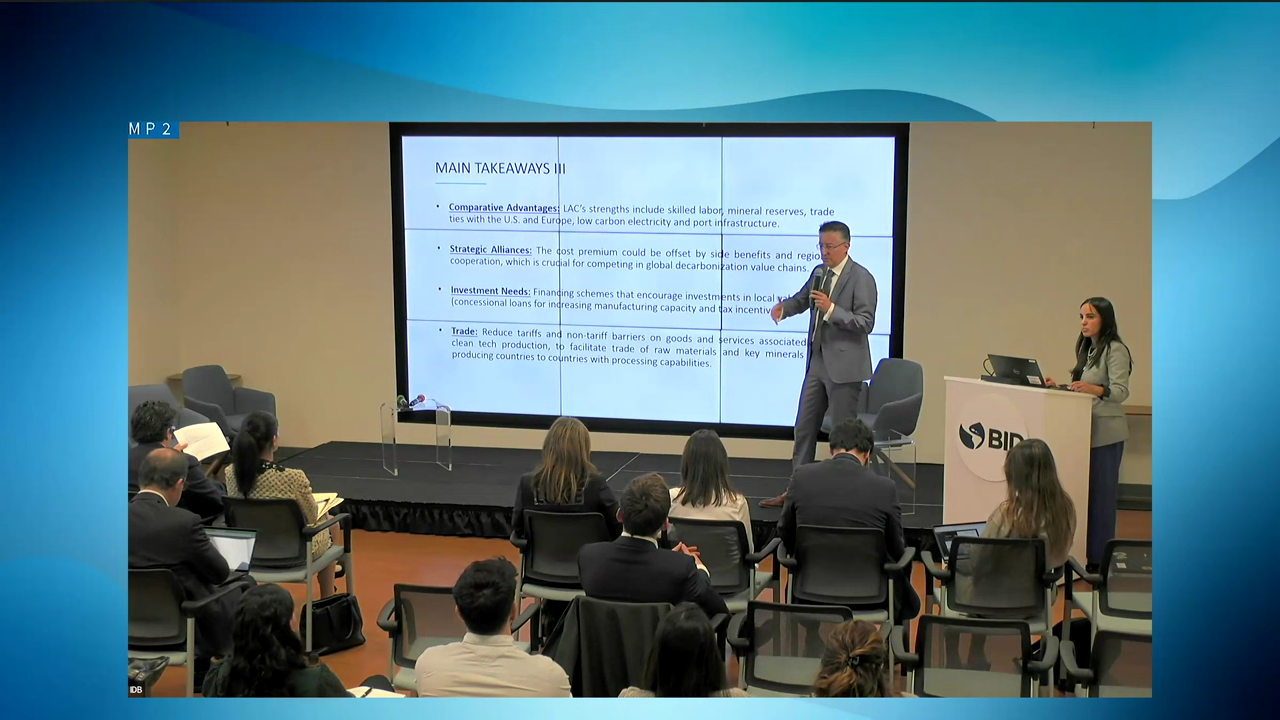 MP2
MAIN TAKEAWAYS III
• Comparative Advantages: LAC's strengths include skilled labor, mineral reserves, trade
ties with the U.S. and Europe, low carbon electricity and port infrastructure.
• Strategic Alliances: The cost premium could be offset by side benefits and
cooperation, which is crucial for competing in global decarbonization value chains.
• Investment Needs: Financing schemes that encourage investments in local
(concessional loans for increasing manufacturing capacity and tax
• Trade: Reduce tariffs and non-tariff barriers on goods and services associated
clean tech production, to facilitate trade of raw materials and key minerals
producing countries to countries with processing capabilities.
BID
IDB